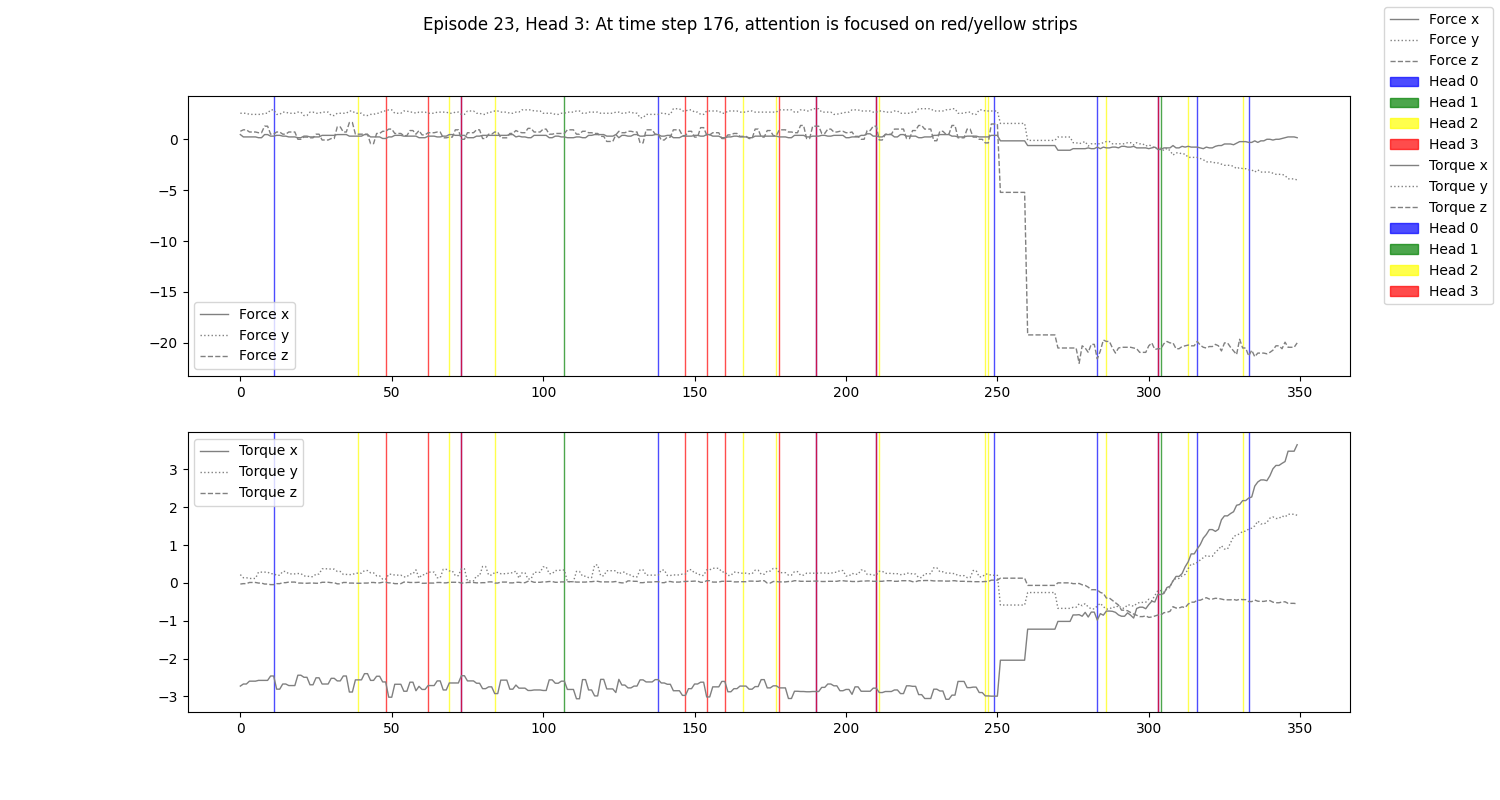 Episode 23, Head 3: At time step 176, attention is focused on red/yellow strips
Force x
Force y
Force z
Head 0
Head 1
Head 2
Head 3
Torque x
Torque y
Torque z
Head 0
Head 1
Head 2
Head 3
0
−5
−10
−15
−20
Force x
Force y
Force z
0 50 100 150 200 250 300 350
3
2
1
0
−1
−2
−3
Torque x
Torque y
Torque z
0 50 100 150 200 250 300 350